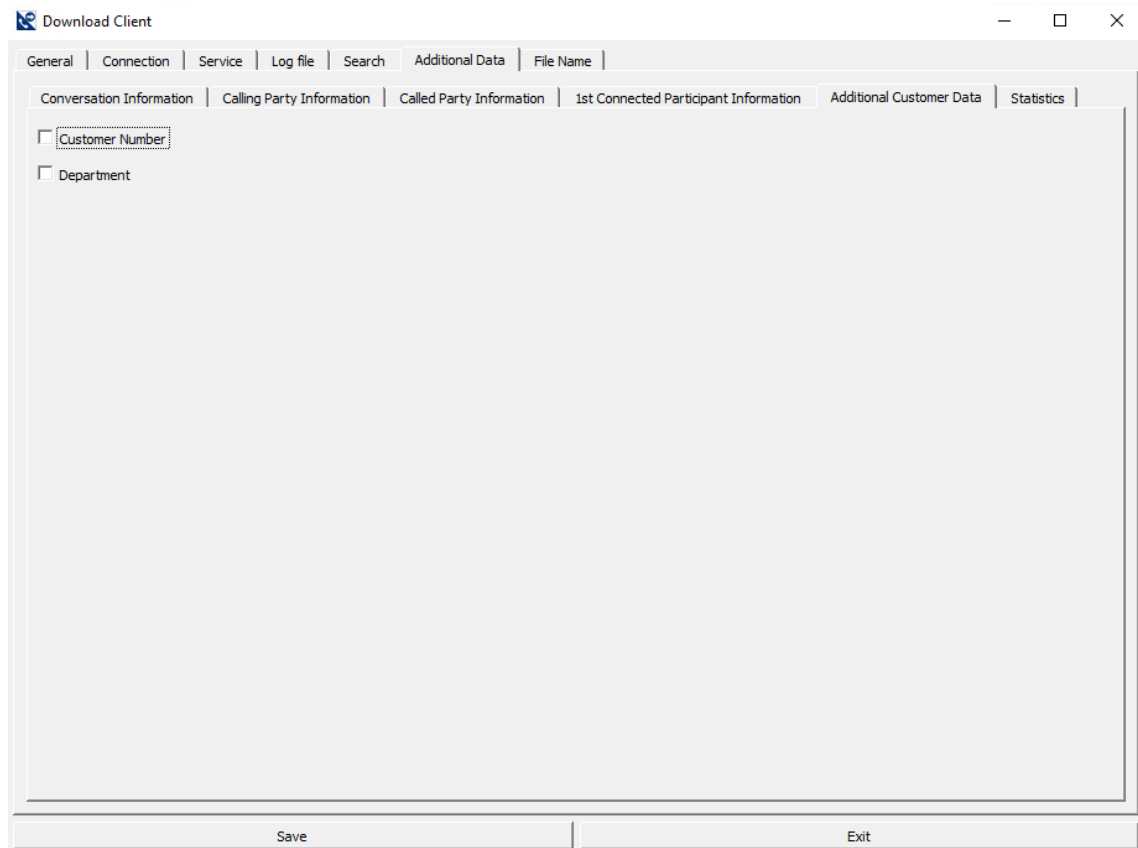 Download Client
General Connection Service Log file Search Additional Data File Name
Conversation Information Calling Party Information Called Party Information 1st Connected Participant Information Additional Customer Data Statistics
Customer Number
Department
Save Exit